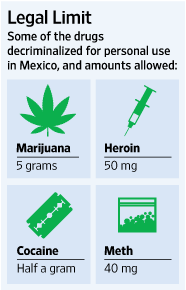 Legal Limit
Some of the drugs
decriminalized for personal use
in Mexico, and amounts allowed:
Marijuana
5 grams
Heroin
50 mg
Cocaine
Half a gram
Meth
40 mg